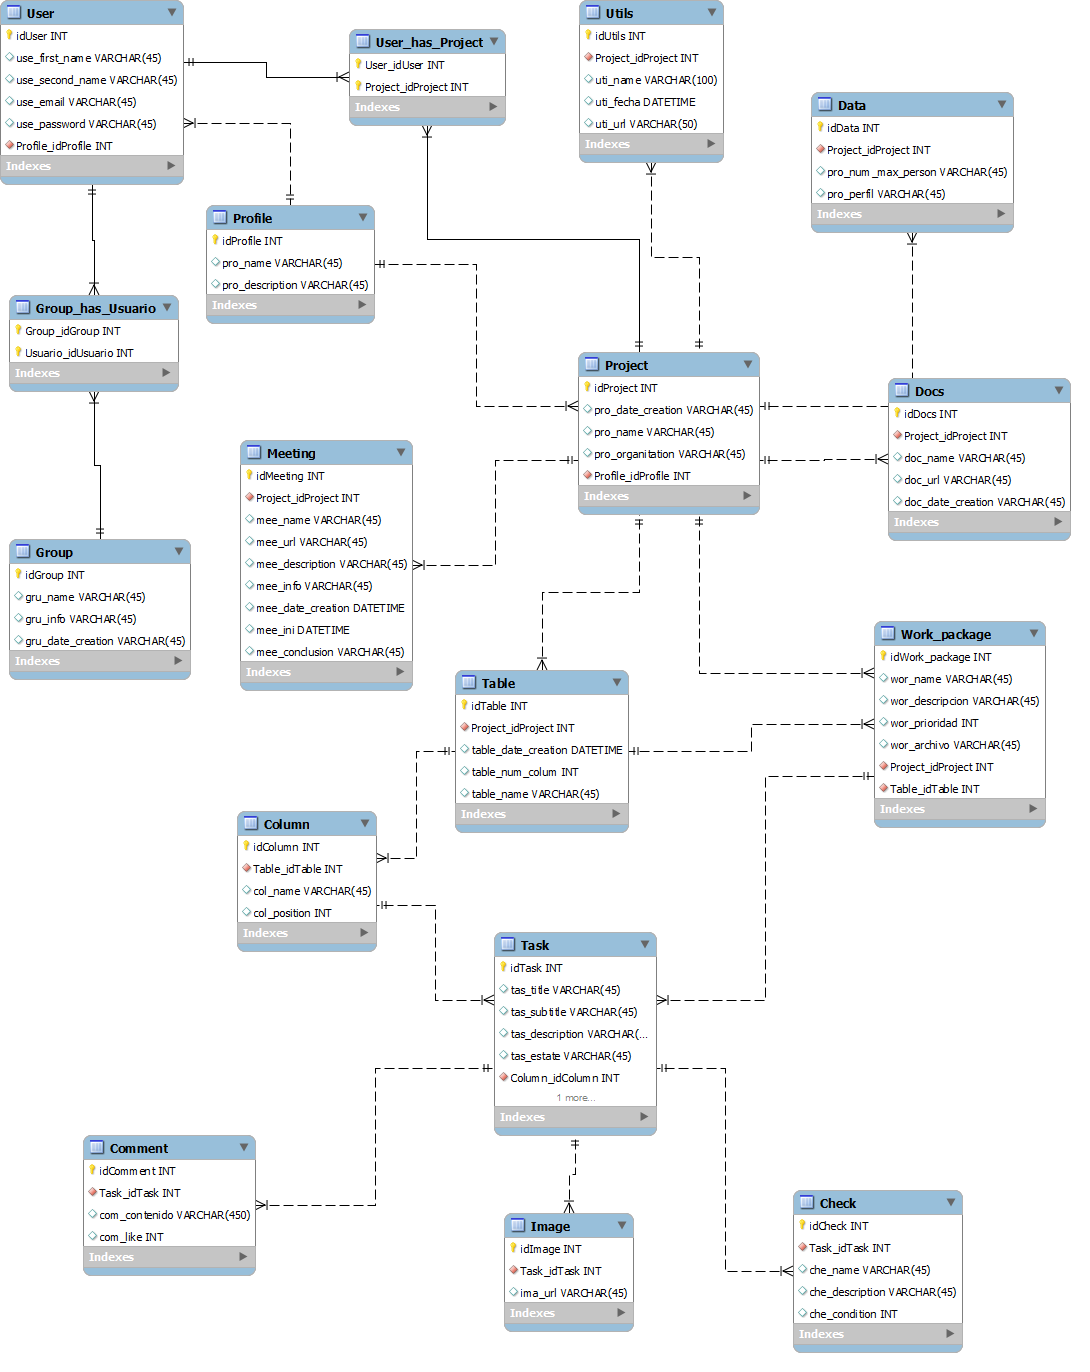 User
idUser INT
use_first_name VARCHAR(45)
use_second_name VARCHAR(45)
use_email VARCHAR(45)
use_password VARCHAR(45)
Profile_idProfile INT
Indexes
User_has_Project
User_idUser INT
Project_idProject INT
Indexes
Utils
idUtils INT
Project_idProject INT
uti_name VARCHAR(100)
uti_fecha DATETIME
uti_url VARCHAR(50)
Indexes
Data
idData INT
Project_idProject INT
pro_num_max_person VARCHAR(45)
pro_perfil VARCHAR(45)
Indexes
Profile
idProfile INT
pro_name VARCHAR(45)
pro_description VARCHAR(45)
Indexes
Group_has_Usuario
Group_idGroup INT
Usuario_idUsuario INT
Indexes
Project
idProject INT
pro_date_creation VARCHAR(45)
pro_name VARCHAR(45)
pro_organitation VARCHAR(45)
Profile_idProfile INT
Indexes
Docs
idDocs INT
Project_idProject INT
doc_name VARCHAR(45)
doc_url VARCHAR(45)
doc_date_creation VARCHAR(45)
Indexes
Meeting
idMeeting INT
Project_idProject INT
mee_name VARCHAR(45)
mee_url VARCHAR(45)
mee_description VARCHAR(45)
mee_info VARCHAR(45)
mee_date_creation DATETIME
mee_ini DATETIME
mee_conclusion VARCHAR(45)
Indexes
Group
idGroup INT
gru_name VARCHAR(45)
gru_info VARCHAR(45)
gru_date_creation VARCHAR(45)
Indexes
Work_package
idWork_package INT
wor_name VARCHAR(45)
wor_descripcion VARCHAR(45)
wor_prioridad INT
wor_archivo VARCHAR(45)
Project_idProject INT
Table_idTable INT
Indexes
Table
idTable INT
Project_idProject INT
table_date_creation DATETIME
table_num_colum INT
table_name VARCHAR(45)
Indexes
Column
idColumn INT
Table_idTable INT
col_name VARCHAR(45)
col_position INT
Indexes
Task
idTask INT
tas_title VARCHAR(45)
tas_subtitle VARCHAR(45)
tas_description VARCHAR(...
tas_estate VARCHAR(45)
Column_idColumn INT
1 more...
Indexes
Comment
idComment INT
Task_idTask INT
com_contenido VARCHAR(450)
com_like INT
Indexes
Image
idImage INT
Task_idTask INT
ima_url VARCHAR(45)
Indexes
Check
idCheck INT
Task_idTask INT
che_name VARCHAR(45)
che_description VARCHAR(45)
che_condition INT
Indexes